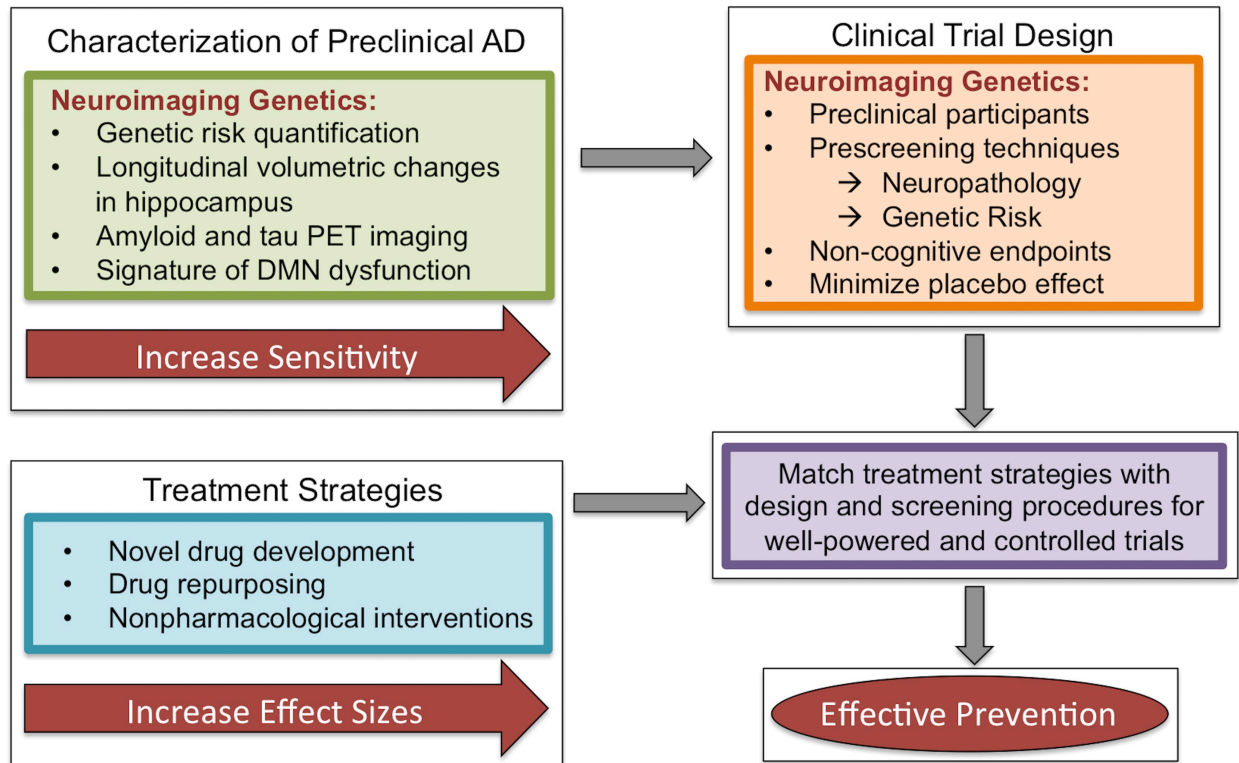 Characterization of Preclinical AD
Neuroimaging Genetics:
• Genetic risk quantification
• Longitudinal volumetric changes
in hippocampus
• Amyloid and tau PET imaging
• Signature of DMN dysfunction
Increase Sensitivity
Clinical Trial Design
Neuroimaging Genetics:
• Preclinical participants
• Prescreening techniques
→ Neuropathology
→ Genetic Risk
• Non-cognitive endpoints
• Minimize placebo effect
Treatment Strategies
• Novel drug development
• Drug repurposing
• Nonpharmacological interventions
Increase Effect Sizes
Match treatment strategies with
design and screening procedures for
well-powered and controlled trials
Effective Prevention